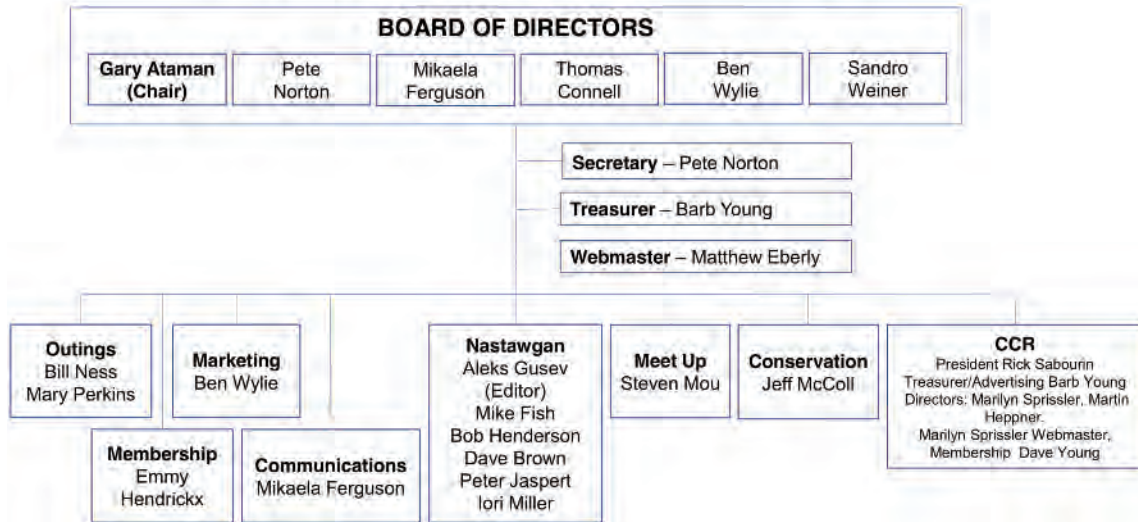 BOARD OF DIRECTORS
Gary Ataman
(Chair)
Pete
Norton
Mikaela
Ferguson
Thomas
Connell
Ben
Wylie
Sandro
Weiner
Secretary – Pete Norton
Treasurer – Barb Young
Webmaster – Matthew Eberly
Outings
Bill Ness
Mary Perkins
Marketing
Ben Wylie
Nastawgan
Aleks Gusev
(Editor)
Mike Fish
Bob Henderson
Dave Brown
Peter Jaspert
Iori Miller
Meet Up
Steven Mou
Conservation
Jeff McColl
CCR
President Rick Sabourin
Treasurer/Advertising Barb Young
Directors: Marilyn Sprissler, Martin
Heppner.
Marilyn Sprissler Webmaster,
Membership Dave Young
Membership
Emmy
Hendrickx
Communications
Mikaela Ferguson